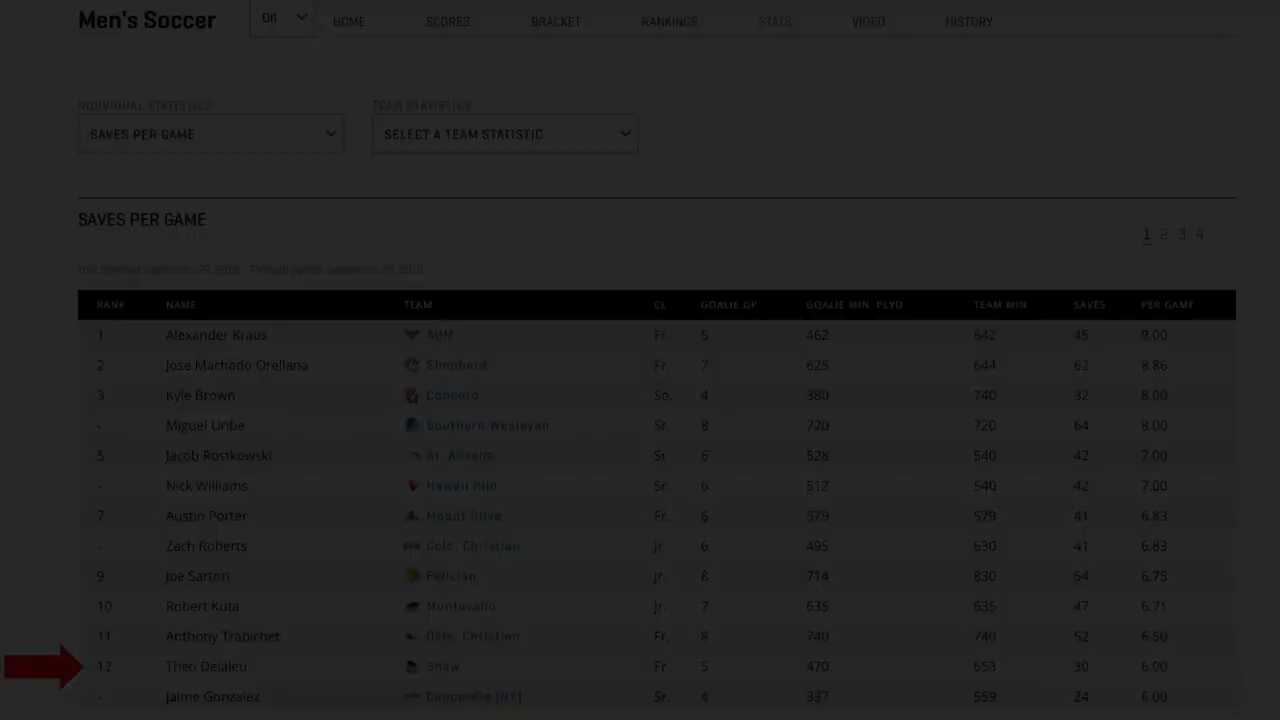 Men's Soccer DII HOME SCORES BRACKET RANKINGS STATS VIDEO HISTORY
INDIVIDUAL STATISTICS TEAM STATISTICS
SAVES PER GAME SELECT A TEAM STATISTIC
SAVES PER GAME
1 2 3 4
RANK NAME TEAM CL GOALIE GP GOALIE MIN PLYD TEAM MIN SAVES PER GAME
1 Alexander Kraus AUM Fr. 5 462 642 45 9.00
2 Jose Machado Orellana Shepherd Fr. 7 625 644 62 8.86
3 Kyle Brown Concord So. 4 380 740 32 8.00
- Miguel Uribe Southern Wesleyan Sr. 8 720 720 64 8.00
5 Jacob Rostkowski St. Anselm Sr. 6 528 540 42 7.00
- Nick Williams Hawaii Hilo Sr. 6 512 540 42 7.00
7 Austin Porter Mount Olive Fr. 6 579 579 41 6.83
- Zach Roberts Colo. Christian Jr. 6 495 630 41 6.83
9 Joe Sartori Felician Jr. 8 714 830 54 6.75
10 Robert Kuta Montevallo Jr. 7 635 635 47 6.71
11 Anthony Trabichet Okla. Christian Fr. 8 740 740 52 6.50
12 Theo Delaleu Shaw Fr. 5 470 653 30 6.00
- Jaime Gonzalez Concordia (NY) Sr. 4 337 559 24 6.00